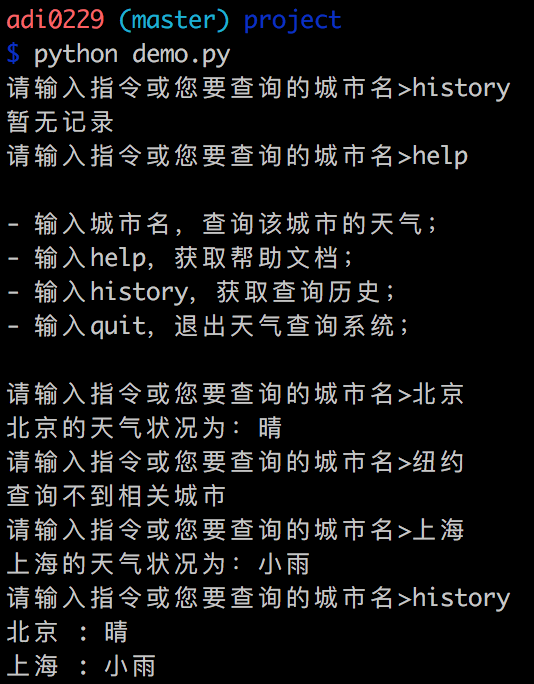 adi0229 (master) project
$ python demo.py
请输入指令或您要查询的城市名>history
暂无记录
请输入指令或您要查询的城市名>help
- 输入城市名，查询该城市的天气；
- 输入help，获取帮助文档；
- 输入history，获取查询历史；
- 输入quit，退出天气查询系统；
请输入指令或您要查询的城市名>北京
北京的天气状况为：晴
请输入指令或您要查询的城市名>纽约
查询不到相关城市
请输入指令或您要查询的城市名>上海
上海的天气状况为：小雨
请输入指令或您要查询的城市名>history
北京 : 晴
上海 : 小雨